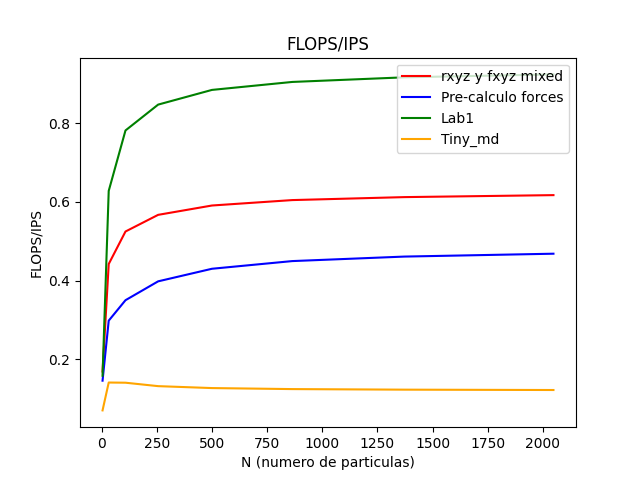 FLOPS/IPS
rxyz y fxyz mixed
Pre-calculo forces
Lab1
Tiny_md
FLOPS/IPS
0.8
0.6
0.4
0.2
0 250 500 750 1000 1250 1500 1750 2000
N (numero de particulas)